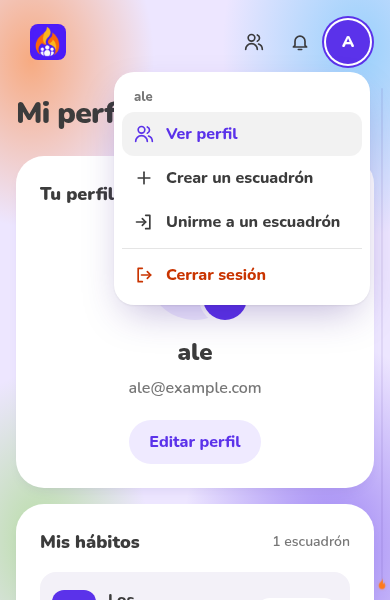 A
Mi perf
ale
Ver perfil
Crear un escuadrón
Unirme a un escuadrón
Cerrar sesión
Tu perfil
ale
ale@example.com
Editar perfil
Mis hábitos
1 escuadrón
Los